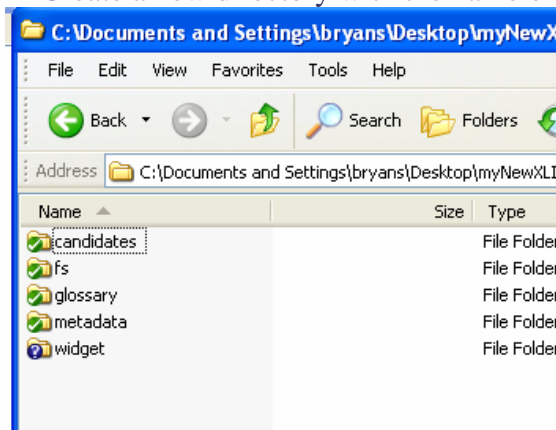 C:\Documents and Settings\bryans\Desktop\myNewX
File Edit View Favorites Tools Help
Back Search Folders
Address C:\Documents and Settings\bryans\Desktop\myNewXLI
Name Size Type
candidates File Folder
fs File Folder
glossary File Folder
metadata File Folder
widget File Folder